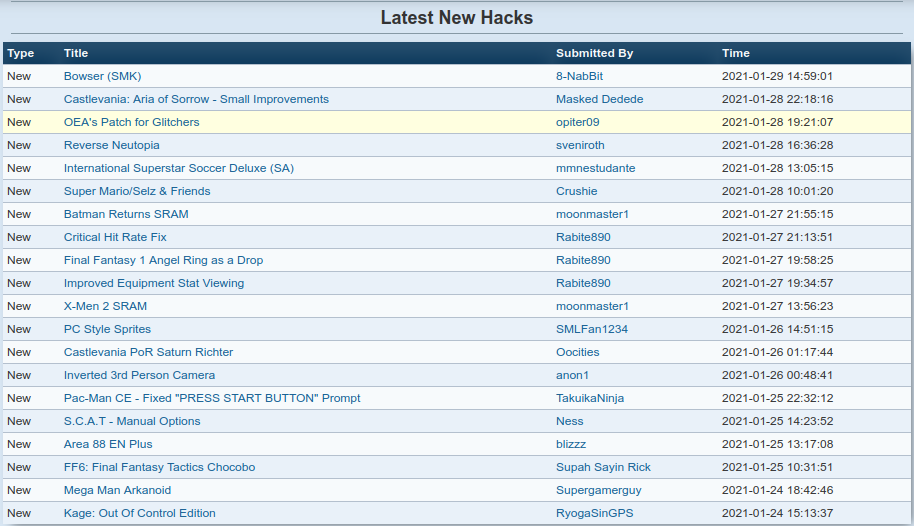 Latest New Hacks
Type Title Submitted By Time
New Bowser (SMK) 8-NabBit 2021-01-29 14:59:01
New Castlevania: Aria of Sorrow - Small Improvements Masked Dedede 2021-01-28 22:18:16
New OEA's Patch for Glitchers opiter09 2021-01-28 19:21:07
New Reverse Neutopia sveniroth 2021-01-28 16:36:28
New International Superstar Soccer Deluxe (SA) mmnestudante 2021-01-28 13:05:15
New Super Mario/Selz & Friends Crushie 2021-01-28 10:01:20
New Batman Returns SRAM moonmaster1 2021-01-27 21:55:15
New Critical Hit Rate Fix Rabite890 2021-01-27 21:13:51
New Final Fantasy 1 Angel Ring as a Drop Rabite890 2021-01-27 19:58:25
New Improved Equipment Stat Viewing Rabite890 2021-01-27 19:34:57
New X-Men 2 SRAM moonmaster1 2021-01-27 13:56:23
New PC Style Sprites SMLFan1234 2021-01-26 14:51:15
New Castlevania PoR Saturn Richter Oocities 2021-01-26 01:17:44
New Inverted 3rd Person Camera anon1 2021-01-26 00:48:41
New Pac-Man CE - Fixed "PRESS START BUTTON" Prompt TakuikaNinja 2021-01-25 22:32:12
New S.C.A.T - Manual Options Ness 2021-01-25 14:23:52
New Area 88 EN Plus blizzz 2021-01-25 13:17:08
New FF6: Final Fantasy Tactics Chocobo Supah Sayin Rick 2021-01-25 10:31:51
New Mega Man Arkanoid Supergamerguy 2021-01-24 18:42:46
New Kage: Out Of Control Edition RyogaSinGPS 2021-01-24 15:13:37